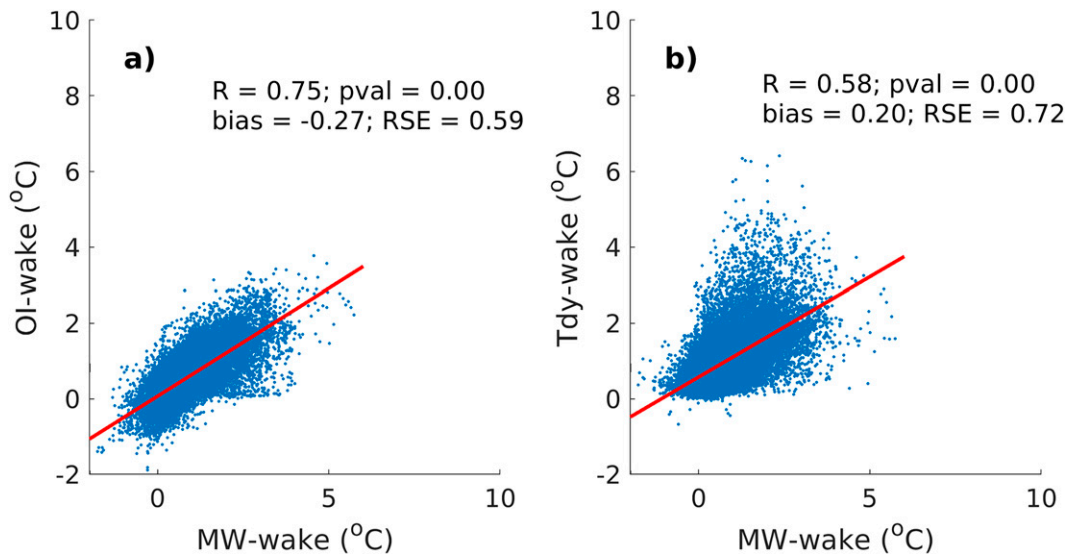 a)
R = 0.75; pval = 0.00
bias = -0.27; RSE = 0.59
10
8
6
4
2
0
-2
OI-wake (°C)
0
5
10
MW-wake (°C)
b)
R = 0.58; pval = 0.00
bias = 0.20; RSE = 0.72
10
8
6
4
2
0
-2
Tdy-wake (°C)
0
5
10
MW-wake (°C)